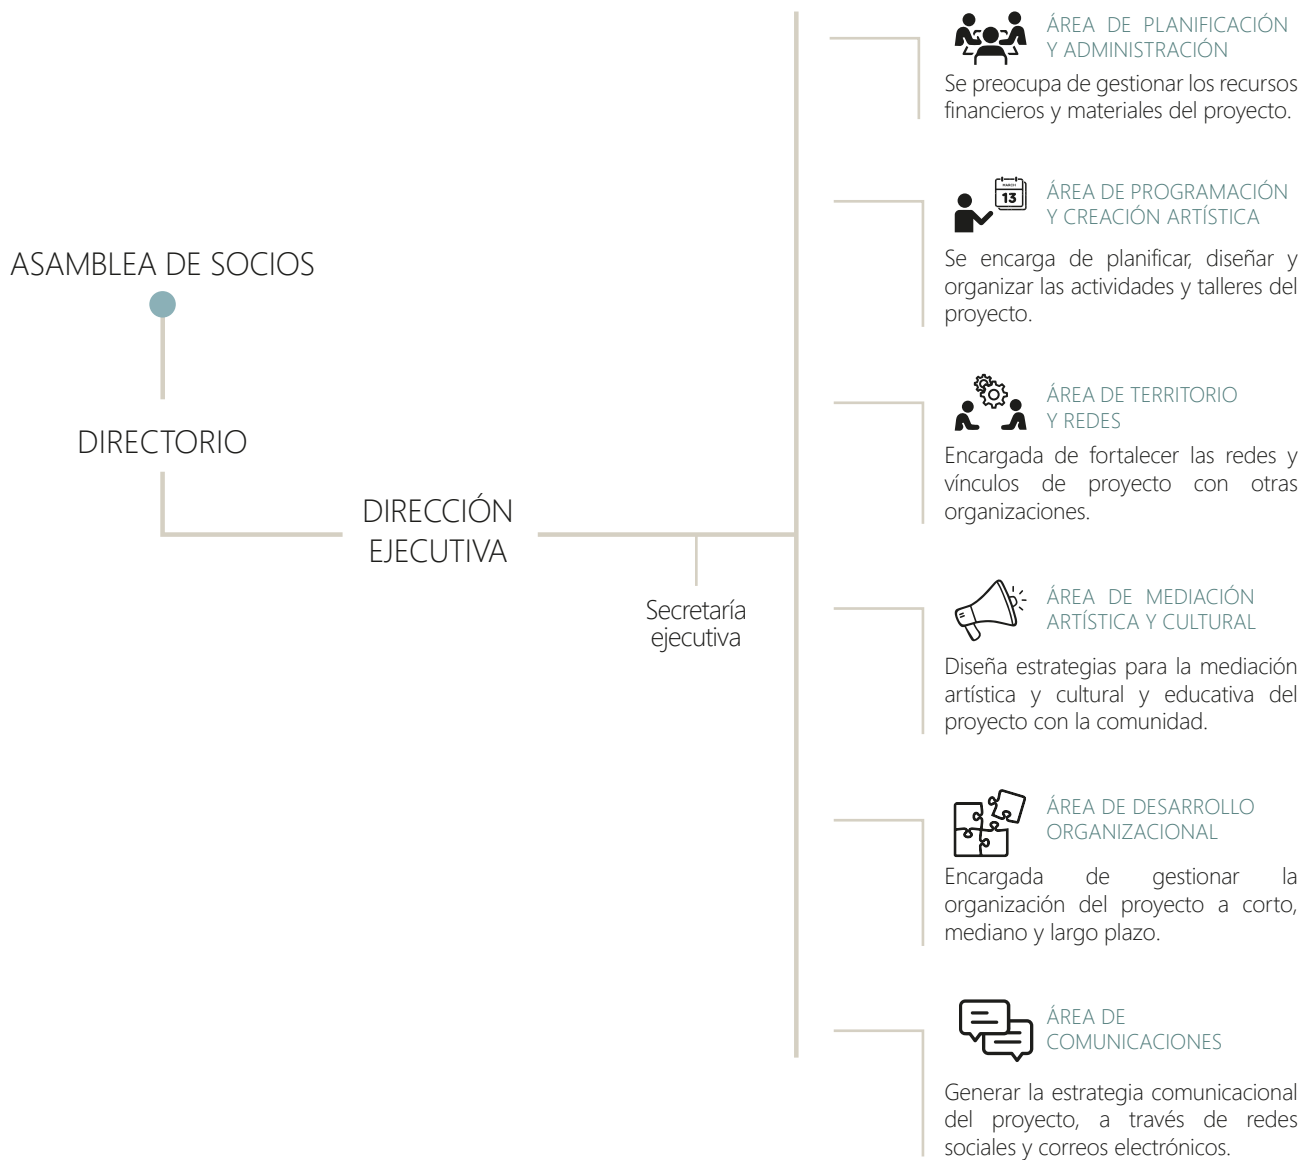 ASAMBLEA DE SOCIOS
DIRECTORIO
DIRECCIÓN
EJECUTIVA
Secretaría
ejecutiva
ÁREA DE PLANIFICACIÓN
Y ADMINISTRACIÓN
Se preocupa de gestionar los recursos
financieros y materiales del proyecto.
MARCH
13
ÁREA DE PROGRAMACIÓN
Y CREACIÓN ARTÍSTICA
Se encarga de planificar, diseñar y
organizar las actividades y talleres del
proyecto.
ÁREA DE TERRITORIO
Y REDES
Encargada de fortalecer las redes y
vínculos de proyecto con otras
organizaciones.
ÁREA DE MEDIACIÓN
ARTÍSTICA Y CULTURAL
Diseña estrategias para la mediación
artística y cultural y educativa del
proyecto con la comunidad.
ÁREA DE DESARROLLO
ORGANIZACIONAL
Encargada de gestionar la
organización del proyecto a corto,
mediano y largo plazo.
ÁREA DE
COMUNICACIONES
Generar la estrategia comunicacional
del proyecto, a través de redes
sociales y correos electrónicos.